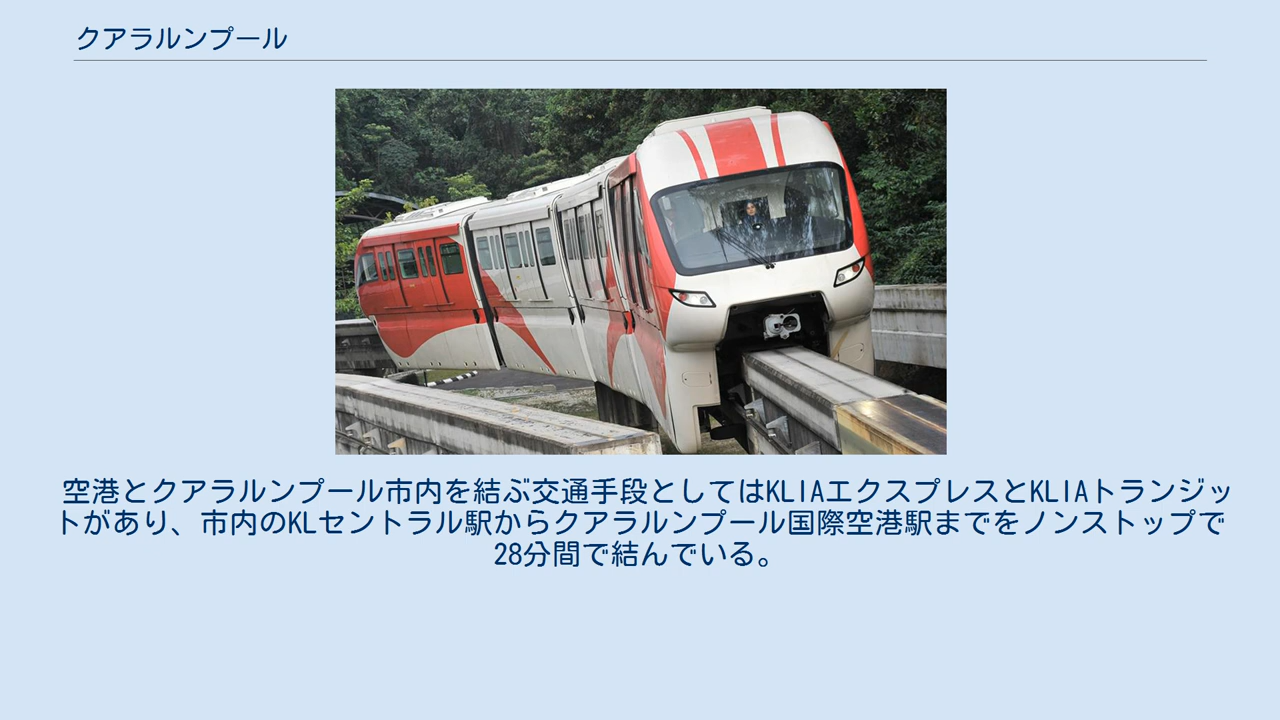 クアラルンプール
空港とクアラルンプール市内を結ぶ交通手段としてはKLIAエクスプレスとKLIAトランジッ
トがあり、市内のKLセントラル駅からクアラルンプール国際空港駅までをノンストップで
28分間で結んでいる。